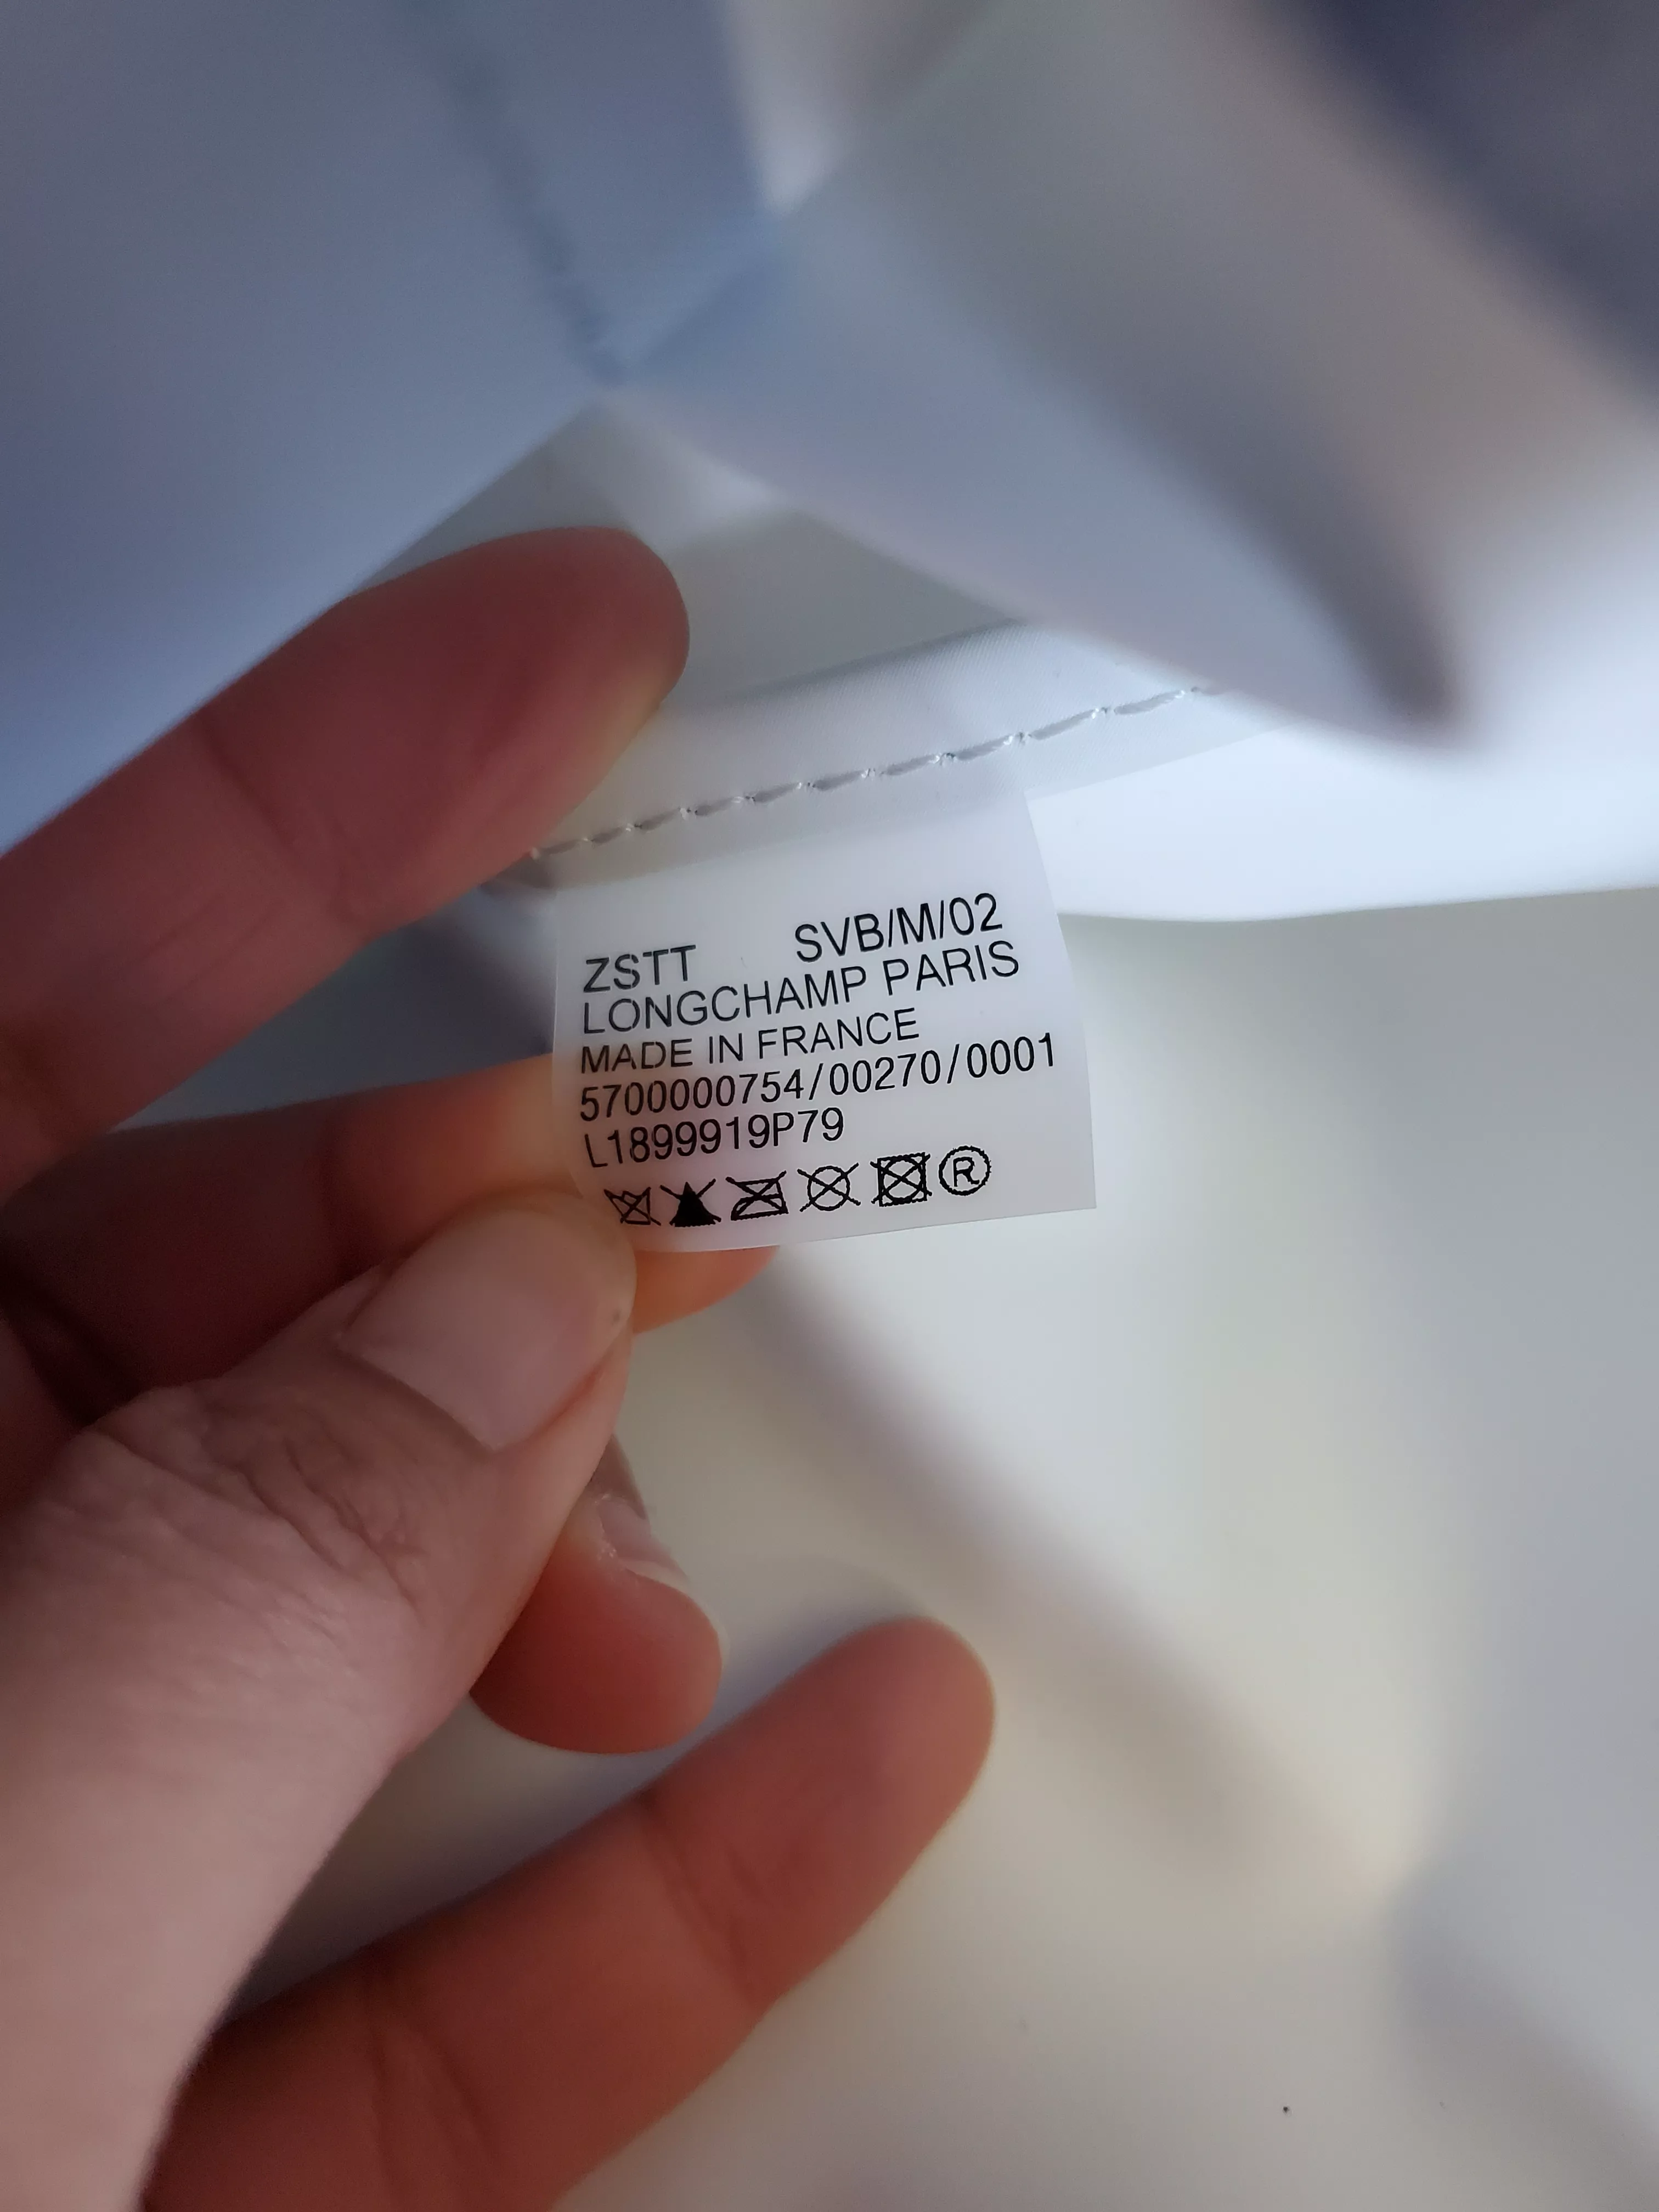 ZSTT SVB/M/02
LONGCHAMP PARIS
MADE IN FRANCE
5700000754/00270/0001
L1899919P79
®